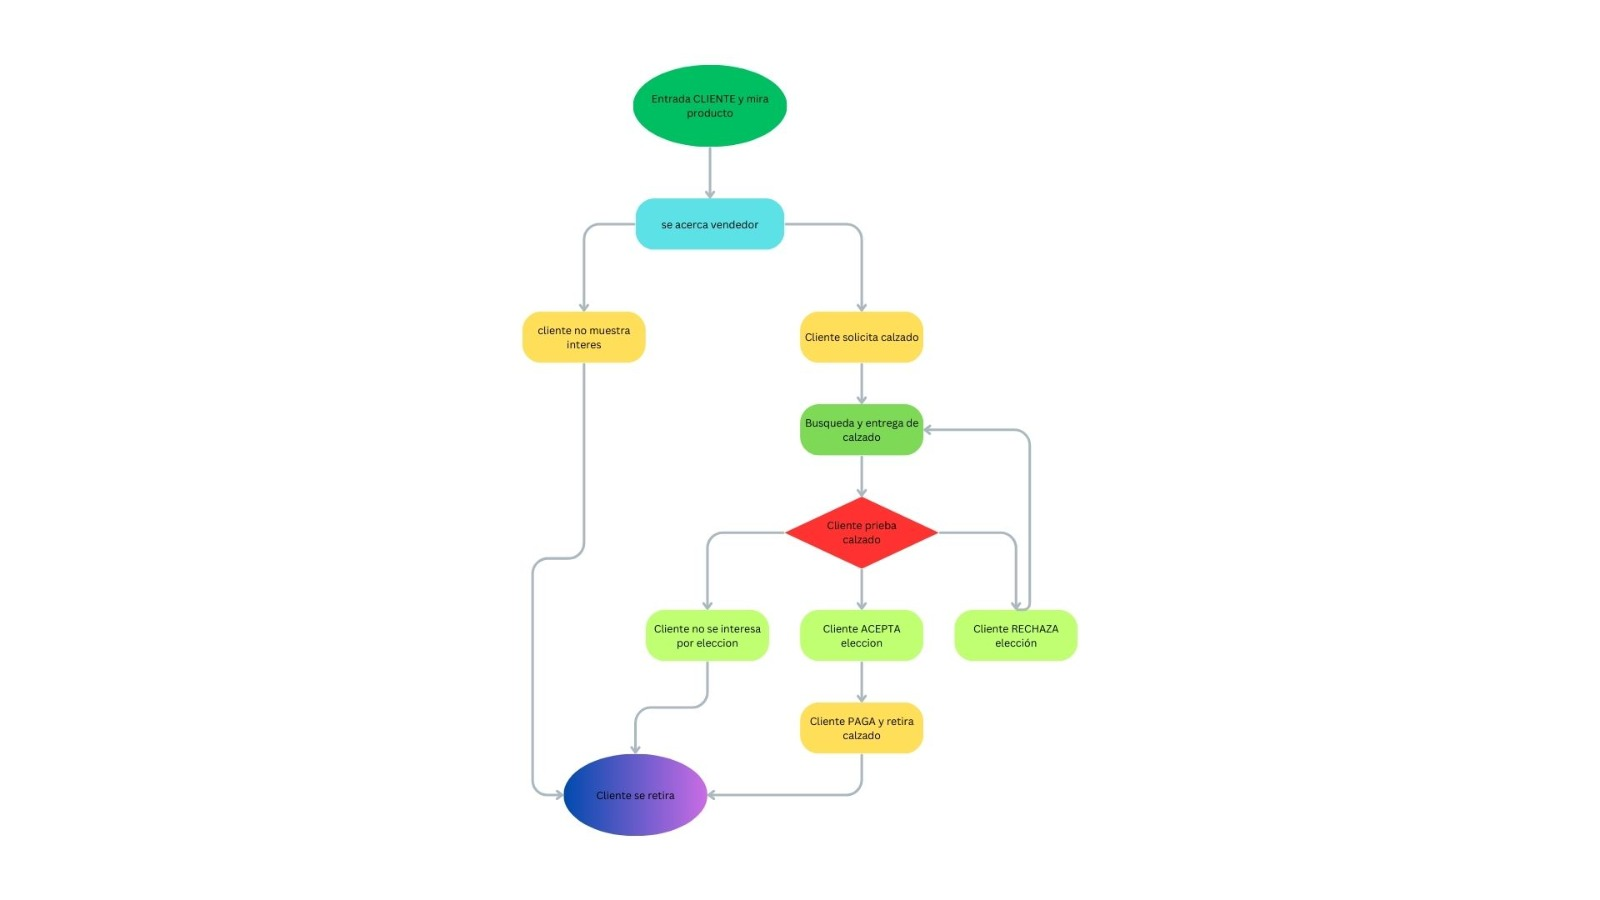 Entrada CLIENTE y mira
producto
se acerca vendedor
cliente no muestra
interes
Cliente solicita calzado
Busqueda y entrega de
calzado
Cliente prieba
calzado
Cliente no se interesa
por eleccion
Cliente ACEPTA
eleccion
Cliente RECHAZA
elección
Cliente PAGA y retira
calzado
Cliente se retira